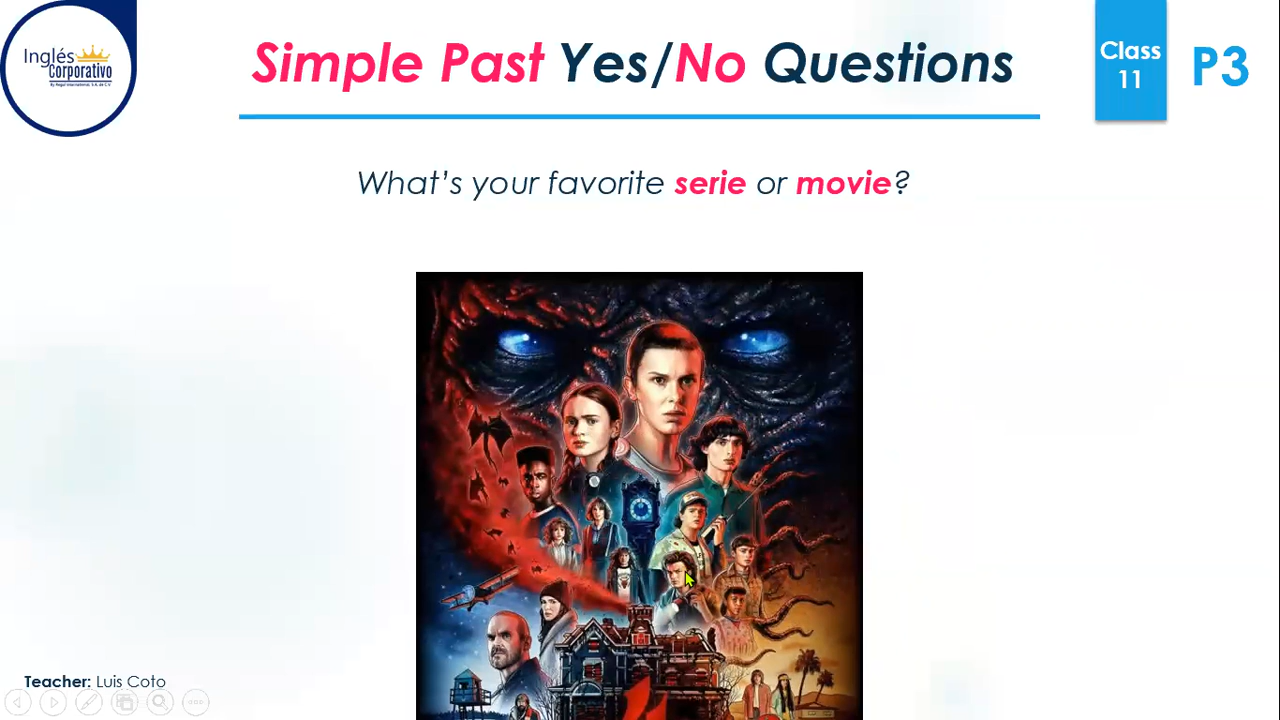 Inglés
Corporativo
Simple Past Yes/No Questions
Class
11
P3
What's your favorite serie or movie?
Teacher: Luis Coto